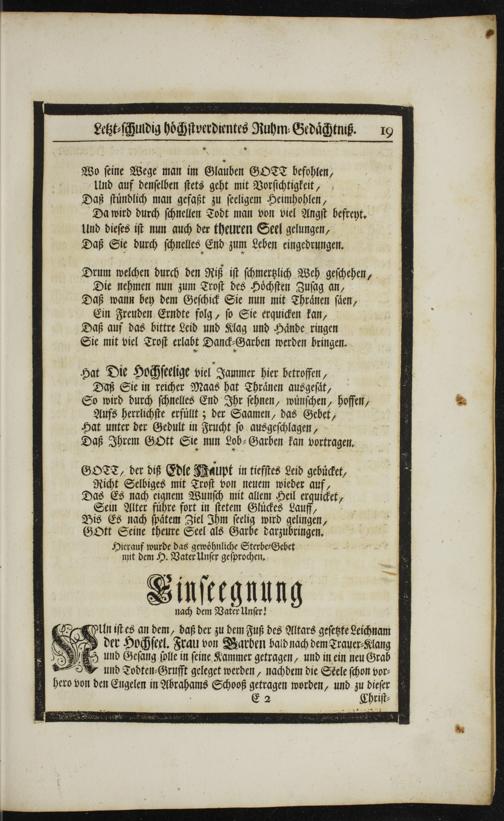 Letzt-schuldig höchstverdientes Ruhm-Gedächtniß. 19
* * *
Wo seine Wege man im Glauben GOTT befohlen,
Und auf denselben stets geht mit Vorsichtigkeit,
Daß stündlich man gefaßt zu seeligem Heimhohlen,
Da wird durch schnellen Todt man von viel Angst befreyt.
Und dieses ist nun auch der theuren Seel gelungen,
Daß Sie durch schnelles End zum Leben eingedrungen.
* * *
Drum welchen durch den Riß ist schmertzlich Weh geschehen,
Die nehmen nun zum Trost des Höchsten Zusag an,
Daß wann bey dem Geschick Sie nun mit Thränen säen,
Ein Freuden Erndte folg, so Sie erquicken kan,
Daß auf das bittre Leid und Klag und Hände ringen
Sie mit viel Trost erlabt Danck-Garben werden bringen.
* * *
Hat Die Hochseelige viel Jammer hier betroffen,
Daß Sie in reicher Maas hat Thränen ausgesät,
So wird durch schnelles End Ihr sehnen, wünschen, hoffen,
Aufs herrlichste erfüllt; der Saamen, das Gebet,
Hat unter der Gedult in Frucht so ausgeschlagen,
Daß Ihrem GOtt Sie nun Lob-Garben kan vortragen.
* * *
GOTT, der diß Edle Haupt in tiefstes Leid gebücket,
Richt Selbiges mit Trost von neuem wieder auf,
Das Es nach eignem Wunsch mit allem Heil erquicket,
Sein Alter führe fort in stetem Glückes Lauff,
Bis Es nach spätem Ziel Ihm seelig wird gelingen,
GOtt Seine theure Seel als Garbe darzubringen.
Hierauf wurde das gewöhnliche Sterbe-Gebet
mit dem H. Vater Unser gesprochen.
Einseegnung
nach dem Vater Unser!
NUn ist es an dem, daß der zu dem Fuß des Altars gesetzte Leichnam
der Hochseel. Frau von Garben bald nach dem Trauer-Klang
und Gesang solle in seine Kammer getragen, und in ein neu Grab
und Todten-Grufft geleget werden, nachdem die Seele schon vor-
hero von den Engelen in Abrahams Schooß getragen worden, und zu dieser
E 2 Christ-